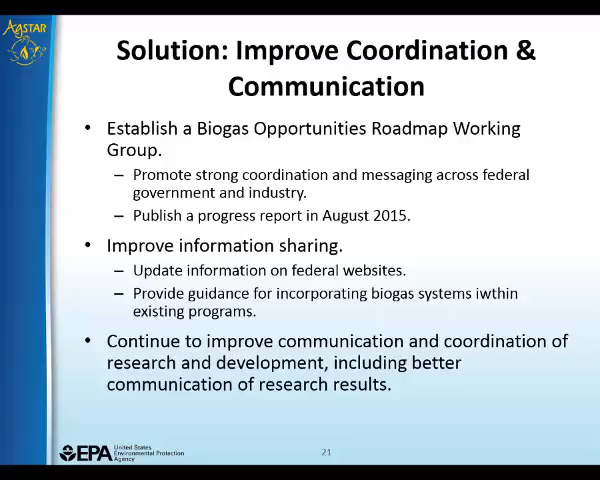 AgSTAR
Solution: Improve Coordination &
Communication
• Establish a Biogas Opportunities Roadmap Working
Group.
– Promote strong coordination and messaging across federal
government and industry.
– Publish a progress report in August 2015.
• Improve information sharing.
– Update information on federal websites.
– Provide guidance for incorporating biogas systems iwthin
existing programs.
• Continue to improve communication and coordination of
research and development, including better
communication of research results.
EPA
United States
Environmental Protection
Agency
21